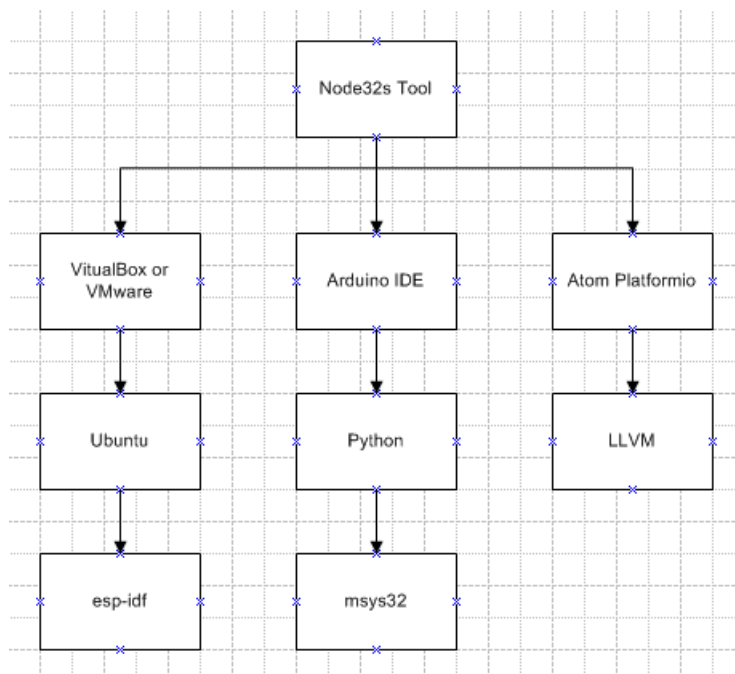 Node32s Tool
VitualBox or
VMware
Arduino IDE
Atom Platformio
Ubuntu
Python
LLVM
esp-idf
msys32